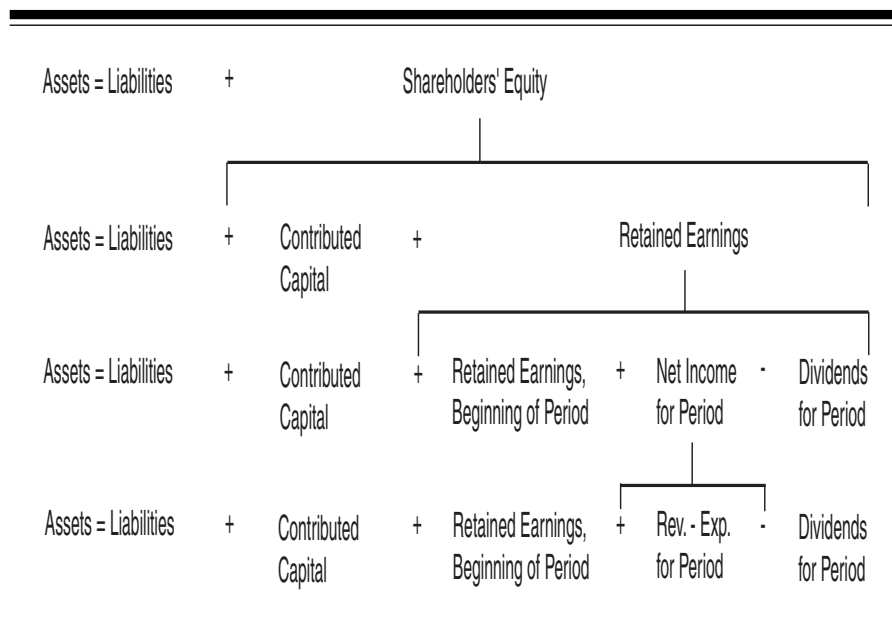 Assets = Liabilities + Shareholders' Equity
Assets = Liabilities + Contributed + Retained Earnings
Capital
Assets = Liabilities + Contributed + Retained Earnings, + Net Income - Dividends
Capital Beginning of Period for Period for Period
Assets = Liabilities + Contributed + Retained Earnings, + Rev. - Exp. - Dividends
Capital Beginning of Period for Period for Period